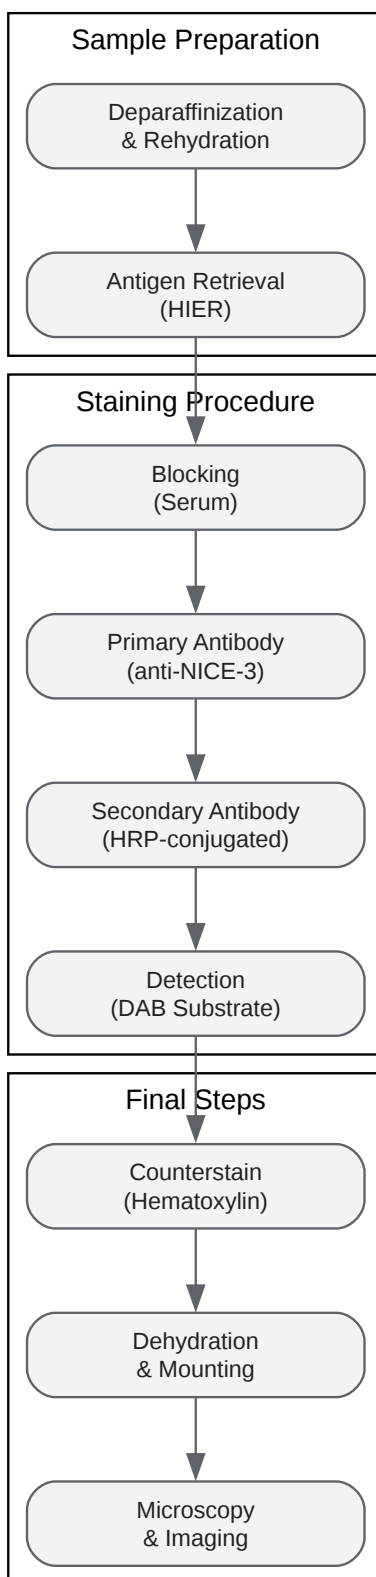 Sample Preparation
Deparaffinization
& Rehydration
Antigen Retrieval
(HIER)
Staining Procedure
Blocking
(Serum)
Primary Antibody
(anti-NICE-3)
Secondary Antibody
(HRP-conjugated)
Detection
(DAB Substrate)
Final Steps
Counterstain
(Hematoxylin)
Dehydration
& Mounting
Microscopy
& Imaging